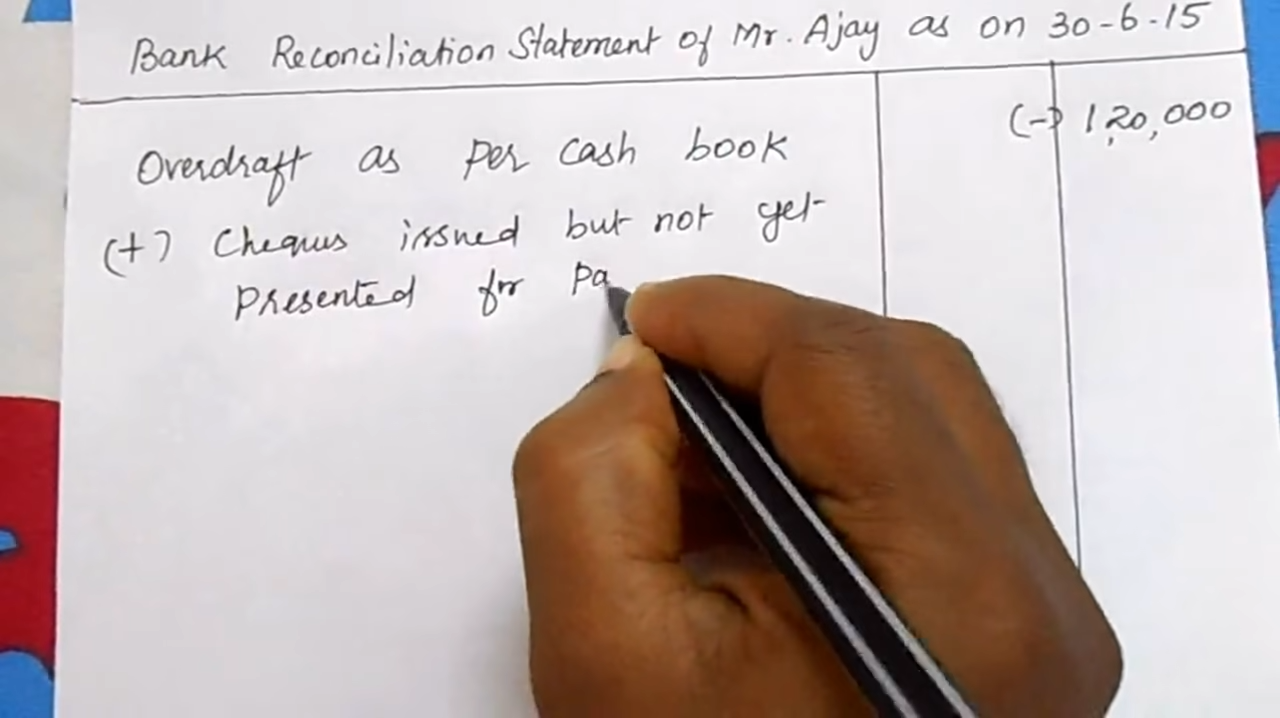 Bank Reconciliation Statement of Mr. Ajay as on 30-6-15
Overdraft as per cash book (-) 1,20,000
(+) Cheques issued but not yet
presented for Pa